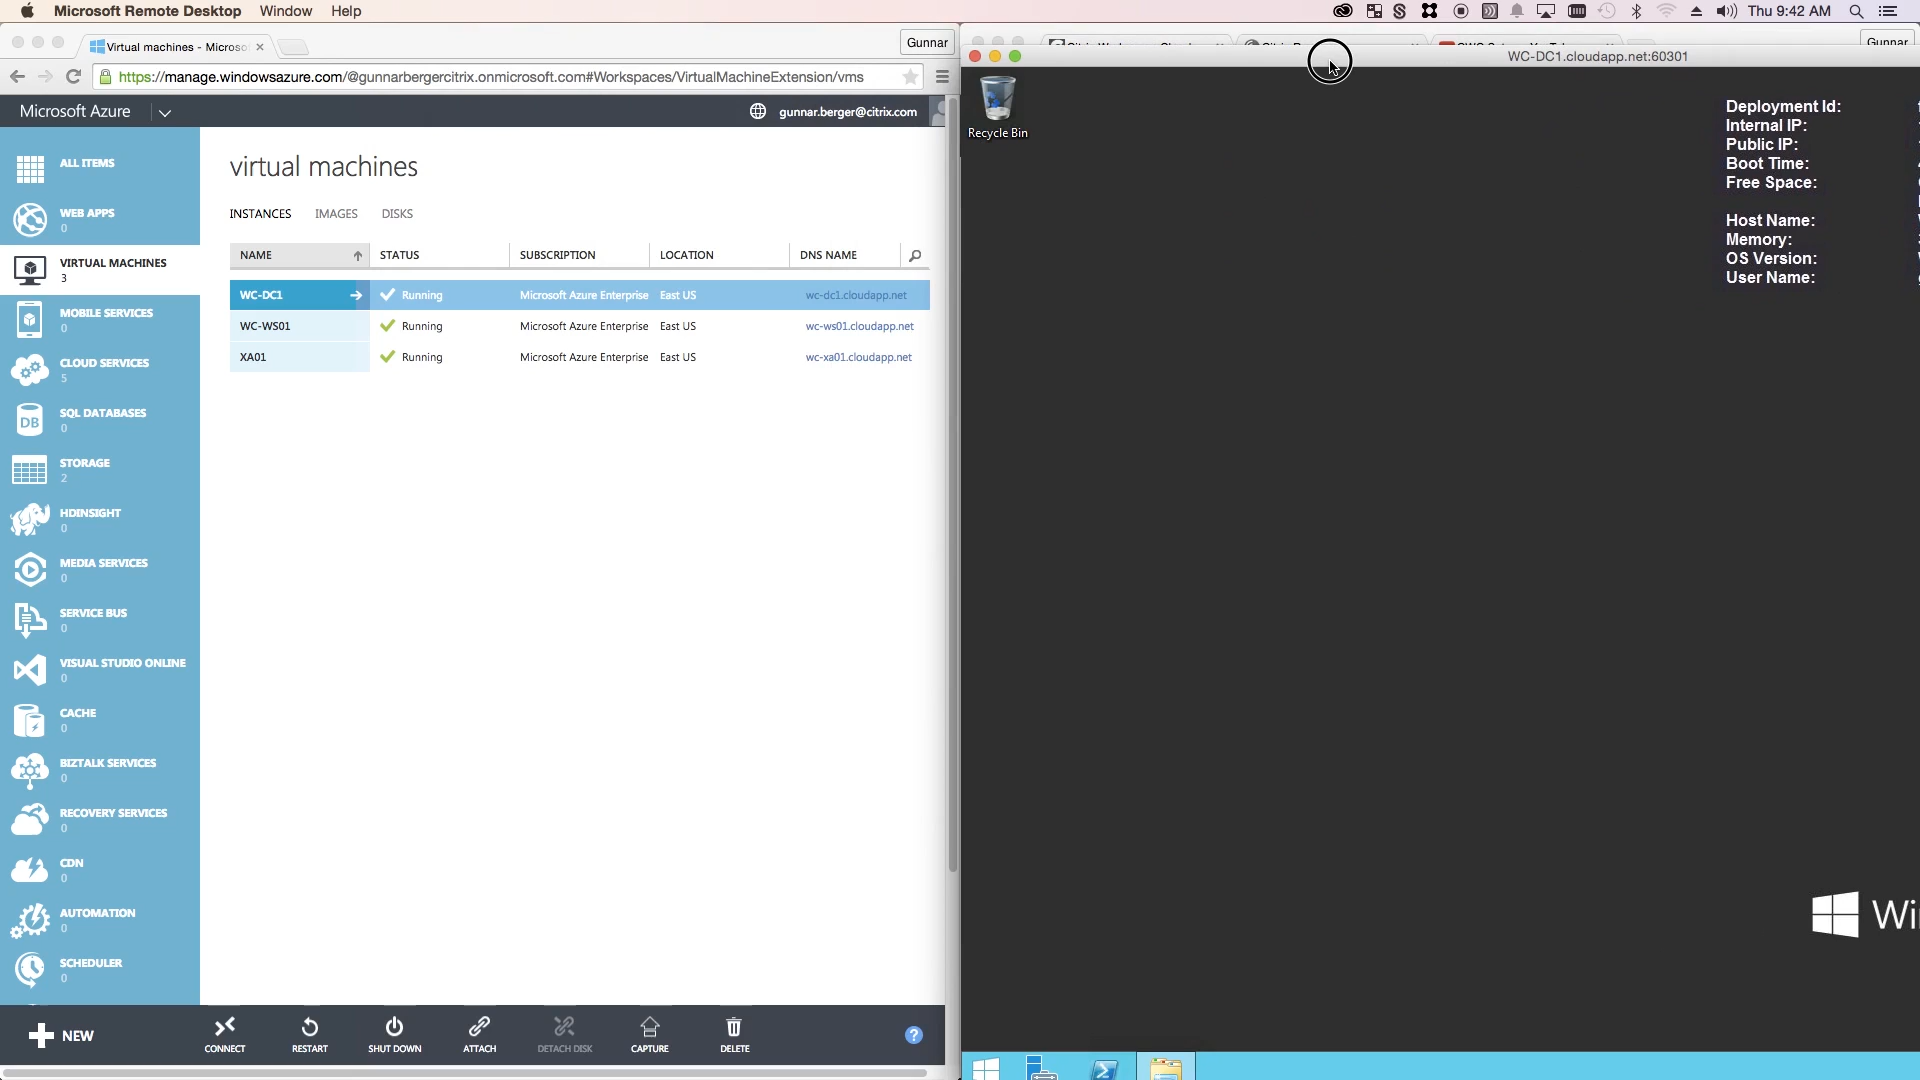 Microsoft Remote Desktop Window Help
Thu 9:42 AM
Virtual machines - Microso
Gunnar
https://manage.windowsazure.com/@gunnarbergercitrix.onmicrosoft.com#Workspaces/VirtualMachineExtension/vms
Microsoft Azure
gunnar.berger@citrix.com
ALL ITEMS
WEB APPS
0
VIRTUAL MACHINES
3
MOBILE SERVICES
0
CLOUD SERVICES
5
SQL DATABASES
0
DB
STORAGE
2
HDINSIGHT
0
MEDIA SERVICES
0
SERVICE BUS
0
VISUAL STUDIO ONLINE
0
CACHE
0
BIZTALK SERVICES
0
RECOVERY SERVICES
0
CDN
0
AUTOMATION
0
SCHEDULER
0
virtual machines
INSTANCES IMAGES DISKS
NAME STATUS SUBSCRIPTION LOCATION DNS NAME
WC-DC1 Running Microsoft Azure Enterprise East US wc-dc1.cloudapp.net
WC-WS01 Running Microsoft Azure Enterprise East US wc-ws01.cloudapp.net
XA01 Running Microsoft Azure Enterprise East US wc-xa01.cloudapp.net
NEW
CONNECT RESTART SHUT DOWN ATTACH DETACH DISK CAPTURE DELETE
?
Gunnar
WC-DC1.cloudapp.net:60301
Recycle Bin
Deployment Id:
Internal IP:
Public IP:
Boot Time:
Free Space:
Host Name:
Memory:
OS Version:
User Name:
Wi